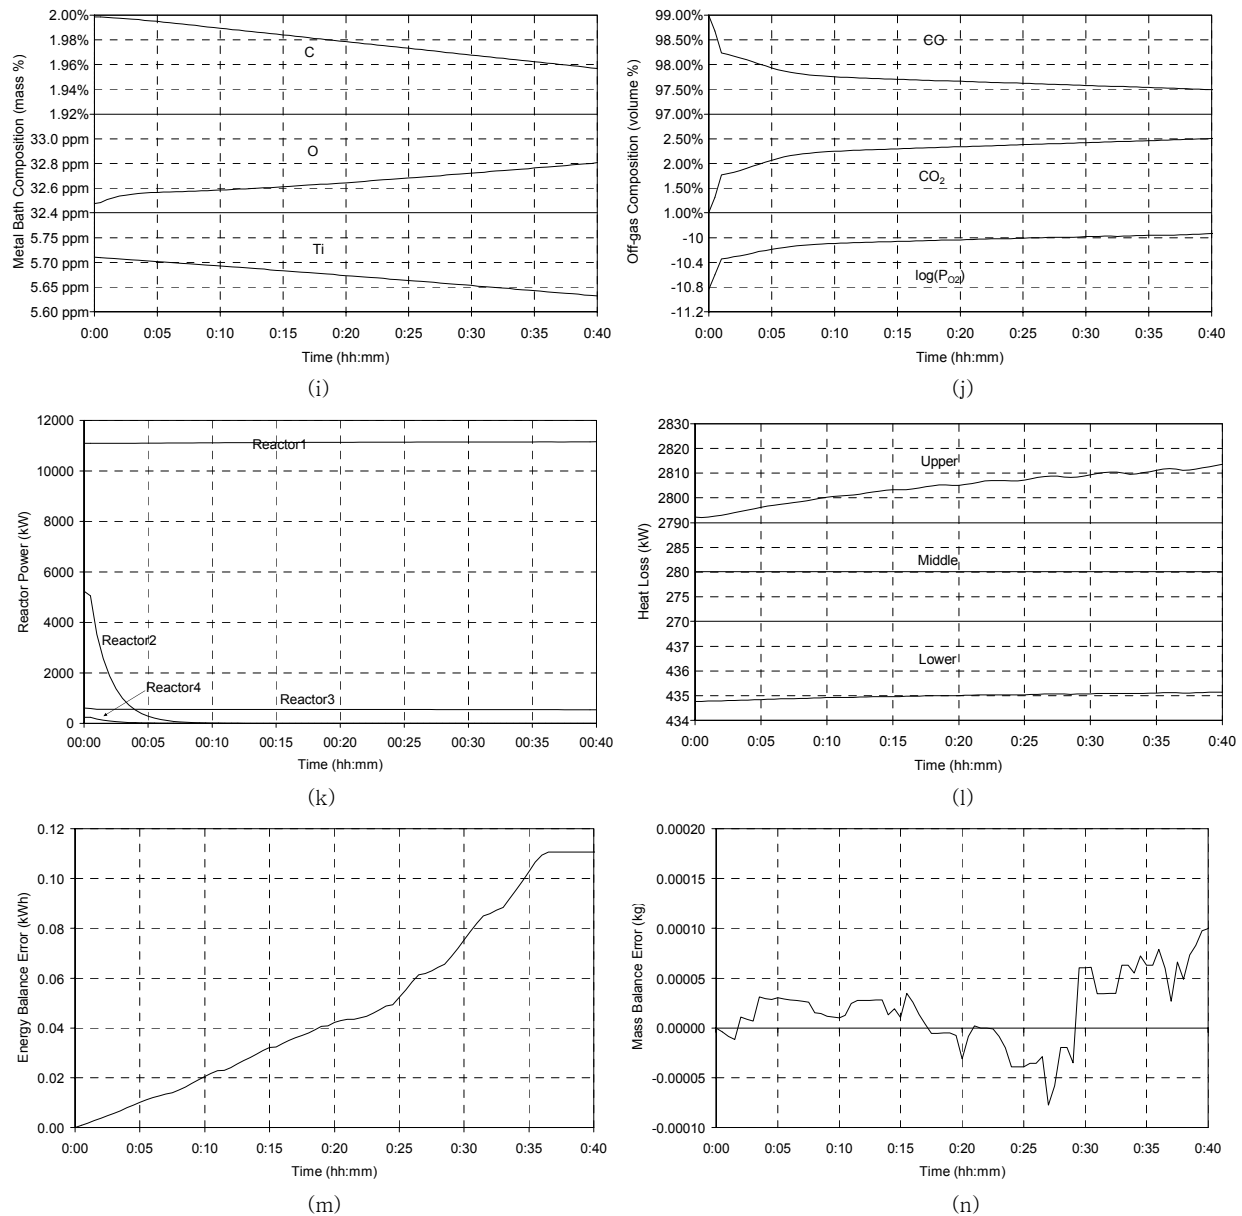 2.00%
1.98%
1.96%
1.94%
1.92%
33.0 ppm
32.8 ppm
32.6 ppm
32.4 ppm
5.75 ppm
5.70 ppm
5.65 ppm
5.60 ppm
Metal Bath Composition (mass %)
C
O
Ti
0:00 0:05 0:10 0:15 0:20 0:25 0:30 0:35 0:40
Time (hh:mm)
(i)
99.00%
98.50%
98.00%
97.50%
97.00%
2.50%
2.00%
1.50%
1.00%
-10
-10.4
-10.8
-11.2
Off-gas Composition (volume %)
CO
CO2
log(PO2)
0:00 0:10 0:20 0:30 0:40
Time (hh:mm)
(j)
12000
10000
8000
6000
4000
2000
0
Reactor Power (kW)
Reactor1
Reactor2
Reactor4
Reactor3
00:00 00:05 00:10 00:15 00:20 00:25 00:30 00:35 00:40
Time (hh:mm)
(k)
2830
2820
2810
2800
2790
285
280
275
270
437
436
435
434
Heat Loss (kW)
Upper
Middle
Lower
0:00 0:05 0:10 0:15 0:20 0:25 0:30 0:35 0:40
Time (hh:mm)
(l)
0.12
0.10
0.08
0.06
0.04
0.02
0.00
Energy Balance Error (kWh)
0:00 0:05 0:10 0:15 0:20 0:25 0:30 0:35 0:40
Time (hh:mm)
(m)
0.00020
0.00015
0.00010
0.00005
0.00000
-0.00005
-0.00010
Mass Balance Error (kg)
0:00 0:05 0:10 0:15 0:20 0:25 0:30 0:35 0:40
Time (hh:mm)
(n)